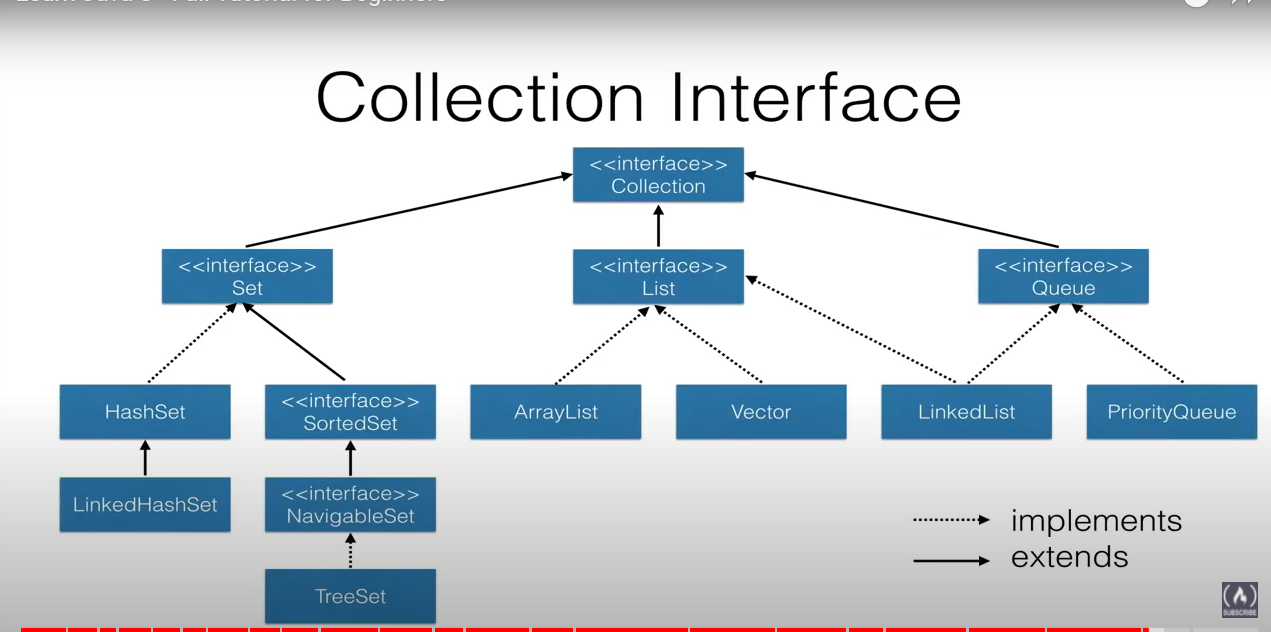 Collection Interface
<<interface>>
Collection
<<interface>>
Set
<<interface>>
List
<<interface>>
Queue
HashSet
<<interface>>
SortedSet
ArrayList
Vector
LinkedList
PriorityQueue
LinkedHashSet
<<interface>>
NavigableSet
implements
extends
TreeSet
SUBSCRIBE